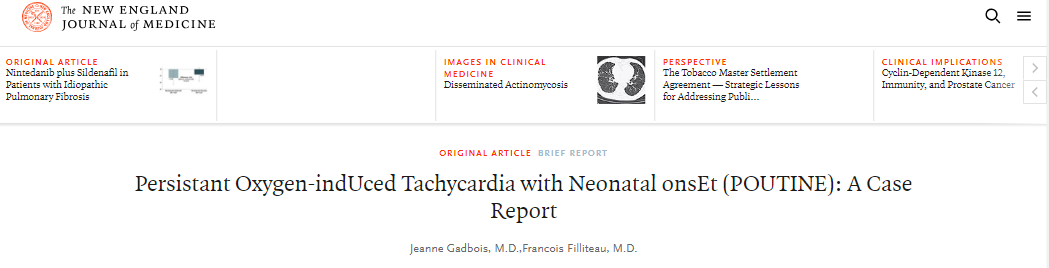 The NEW ENGLAND
JOURNAL of MEDICINE
ORIGINAL ARTICLE
Nintedanib plus Sildenafil in
Patients with Idiopathic
Pulmonary Fibrosis
IMAGES IN CLINICAL
MEDICINE
Disseminated Actinomycosis
PERSPECTIVE
The Tobacco Master Settlement
Agreement — Strategic Lessons
for Addressing Publi...
CLINICAL IMPLICATIONS
Cyclin-Dependent Kinase 12,
Immunity, and Prostate Cancer
ORIGINAL ARTICLE BRIEF REPORT
Persistant Oxygen-indUced Tachycardia with Neonatal onsEt (POUTINE): A Case
Report
Jeanne Gadbois, M.D.,Francois Filliteau, M.D.